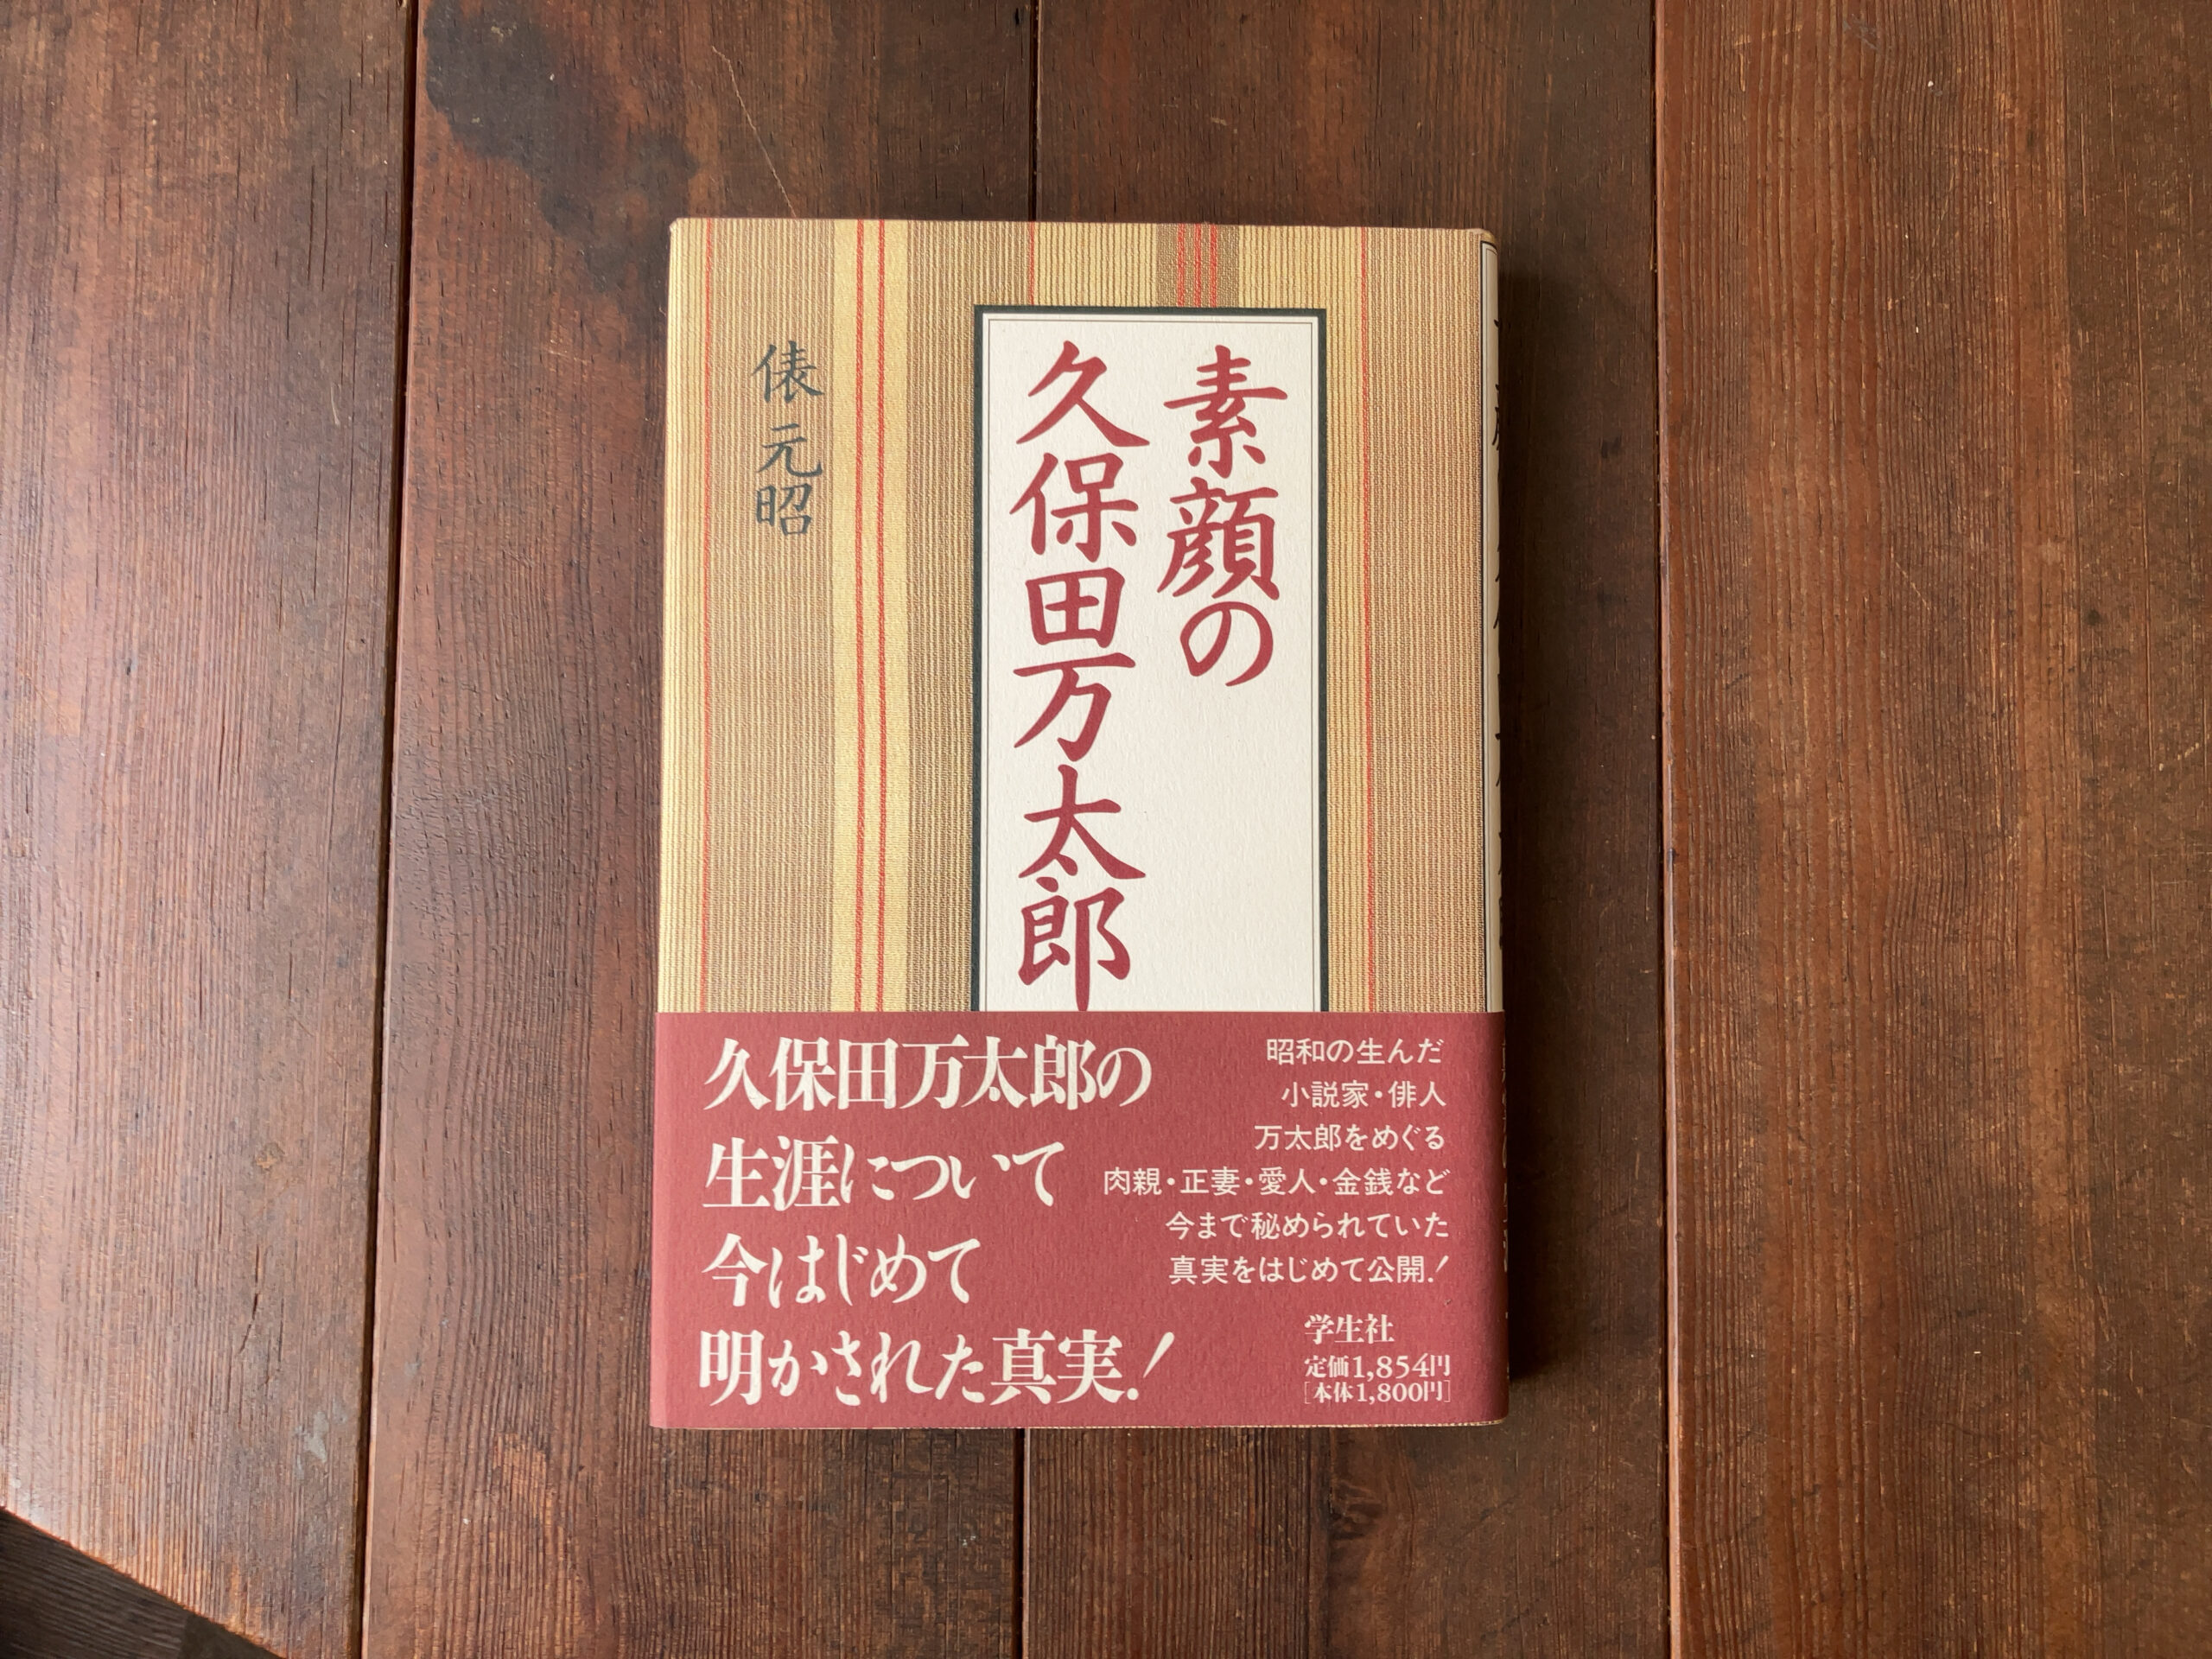 素顔の
久保田万太郎
俵 元昭
久保田万太郎の
生涯について
今はじめて
明かされた真実!
昭和の生んだ
小説家・俳人
万太郎をめぐる
肉親・正妻・愛人・金銭など
今まで秘められていた
真実をはじめて公開!
学生社
定価1,854円
[本体1,800円]